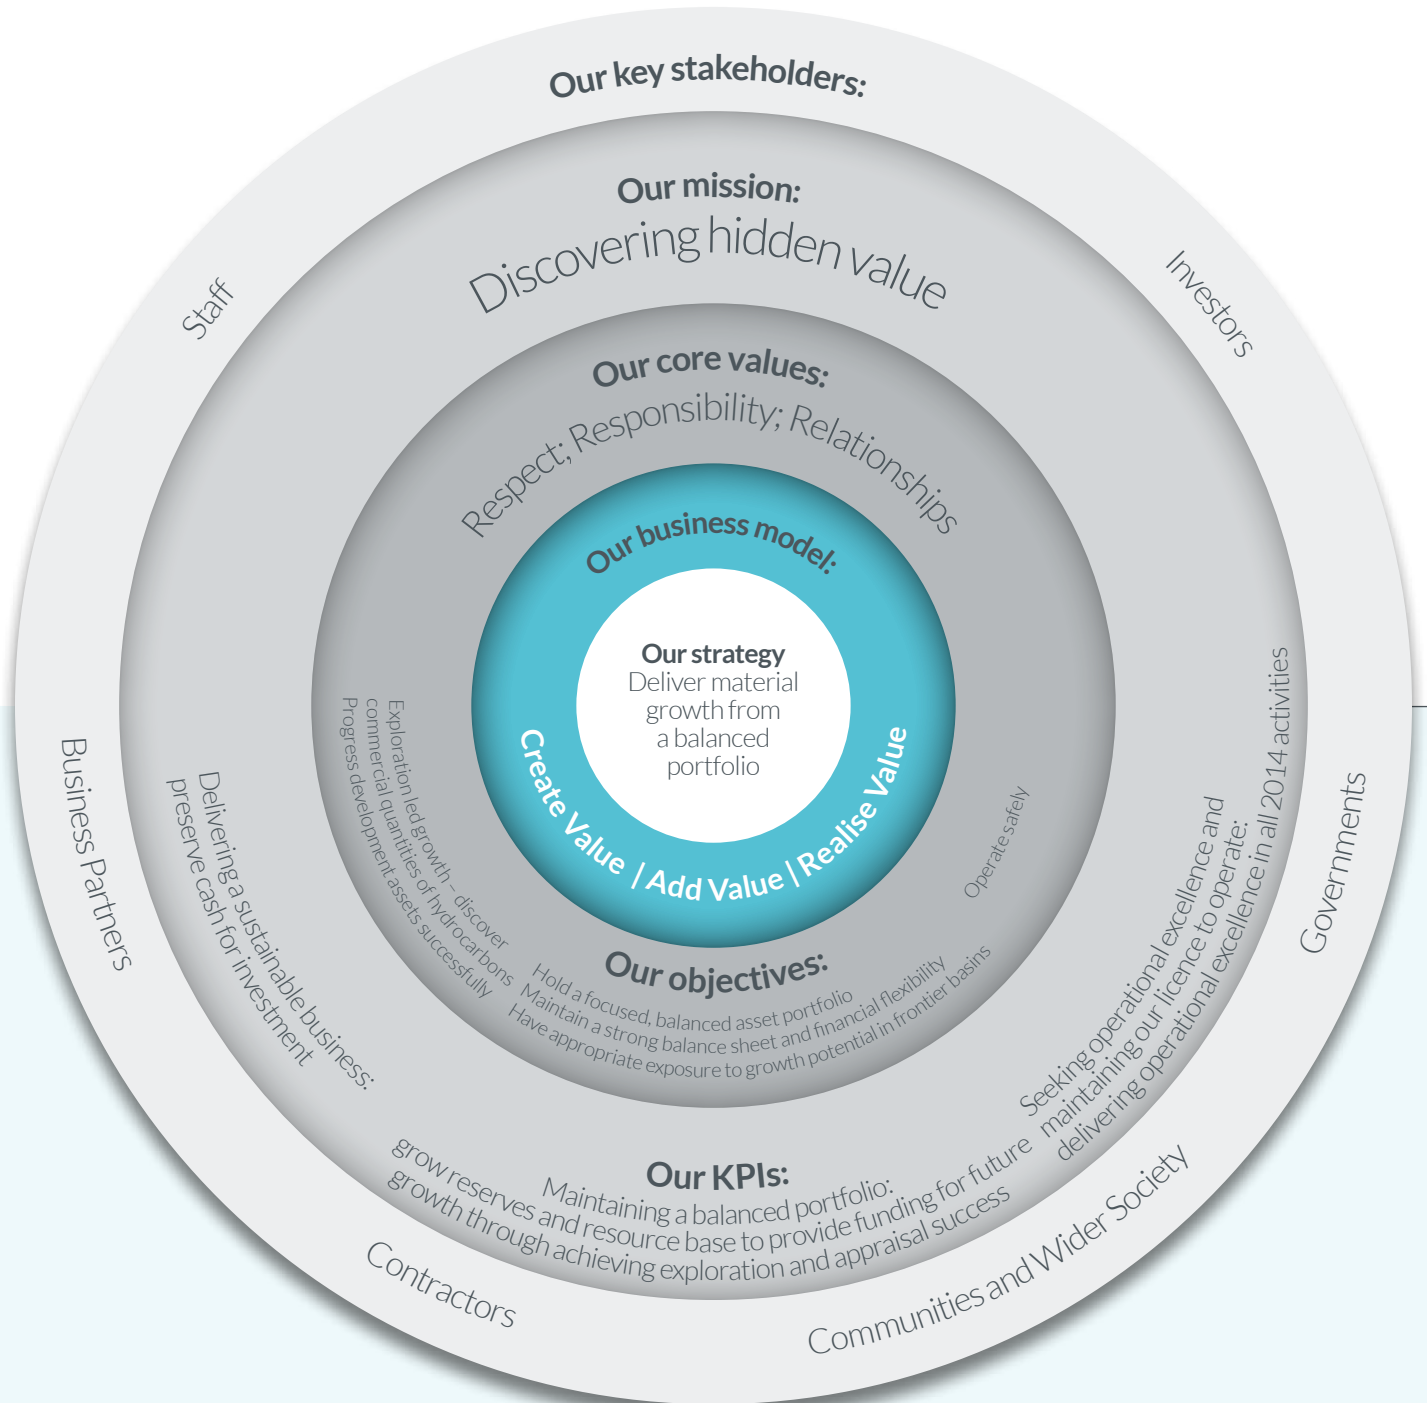 Our key stakeholders:
Staff
Investors
Business Partners
Governments
Contractors
Communities and Wider Society
Our mission:
Discovering hidden value
Our core values:
Respect; Responsibility; Relationships
Our business model:
Create Value | Add Value | Realise Value
Our strategy
Deliver material
growth from
a balanced
portfolio
Our objectives:
Exploration led growth – discover
commercial quantities of hydrocarbons
Progress development assets successfully
Hold a focused, balanced asset portfolio
Maintain a strong balance sheet and financial flexibility
Have appropriate exposure to growth potential in frontier basins
Operate safely
Our KPIs:
Delivering a sustainable business:
preserve cash for investment
Maintaining a balanced portfolio:
grow reserves and resource base to provide funding for future
growth through achieving exploration and appraisal success
Seeking operational excellence and
maintaining our licence to operate:
delivering operational excellence in all 2014 activities